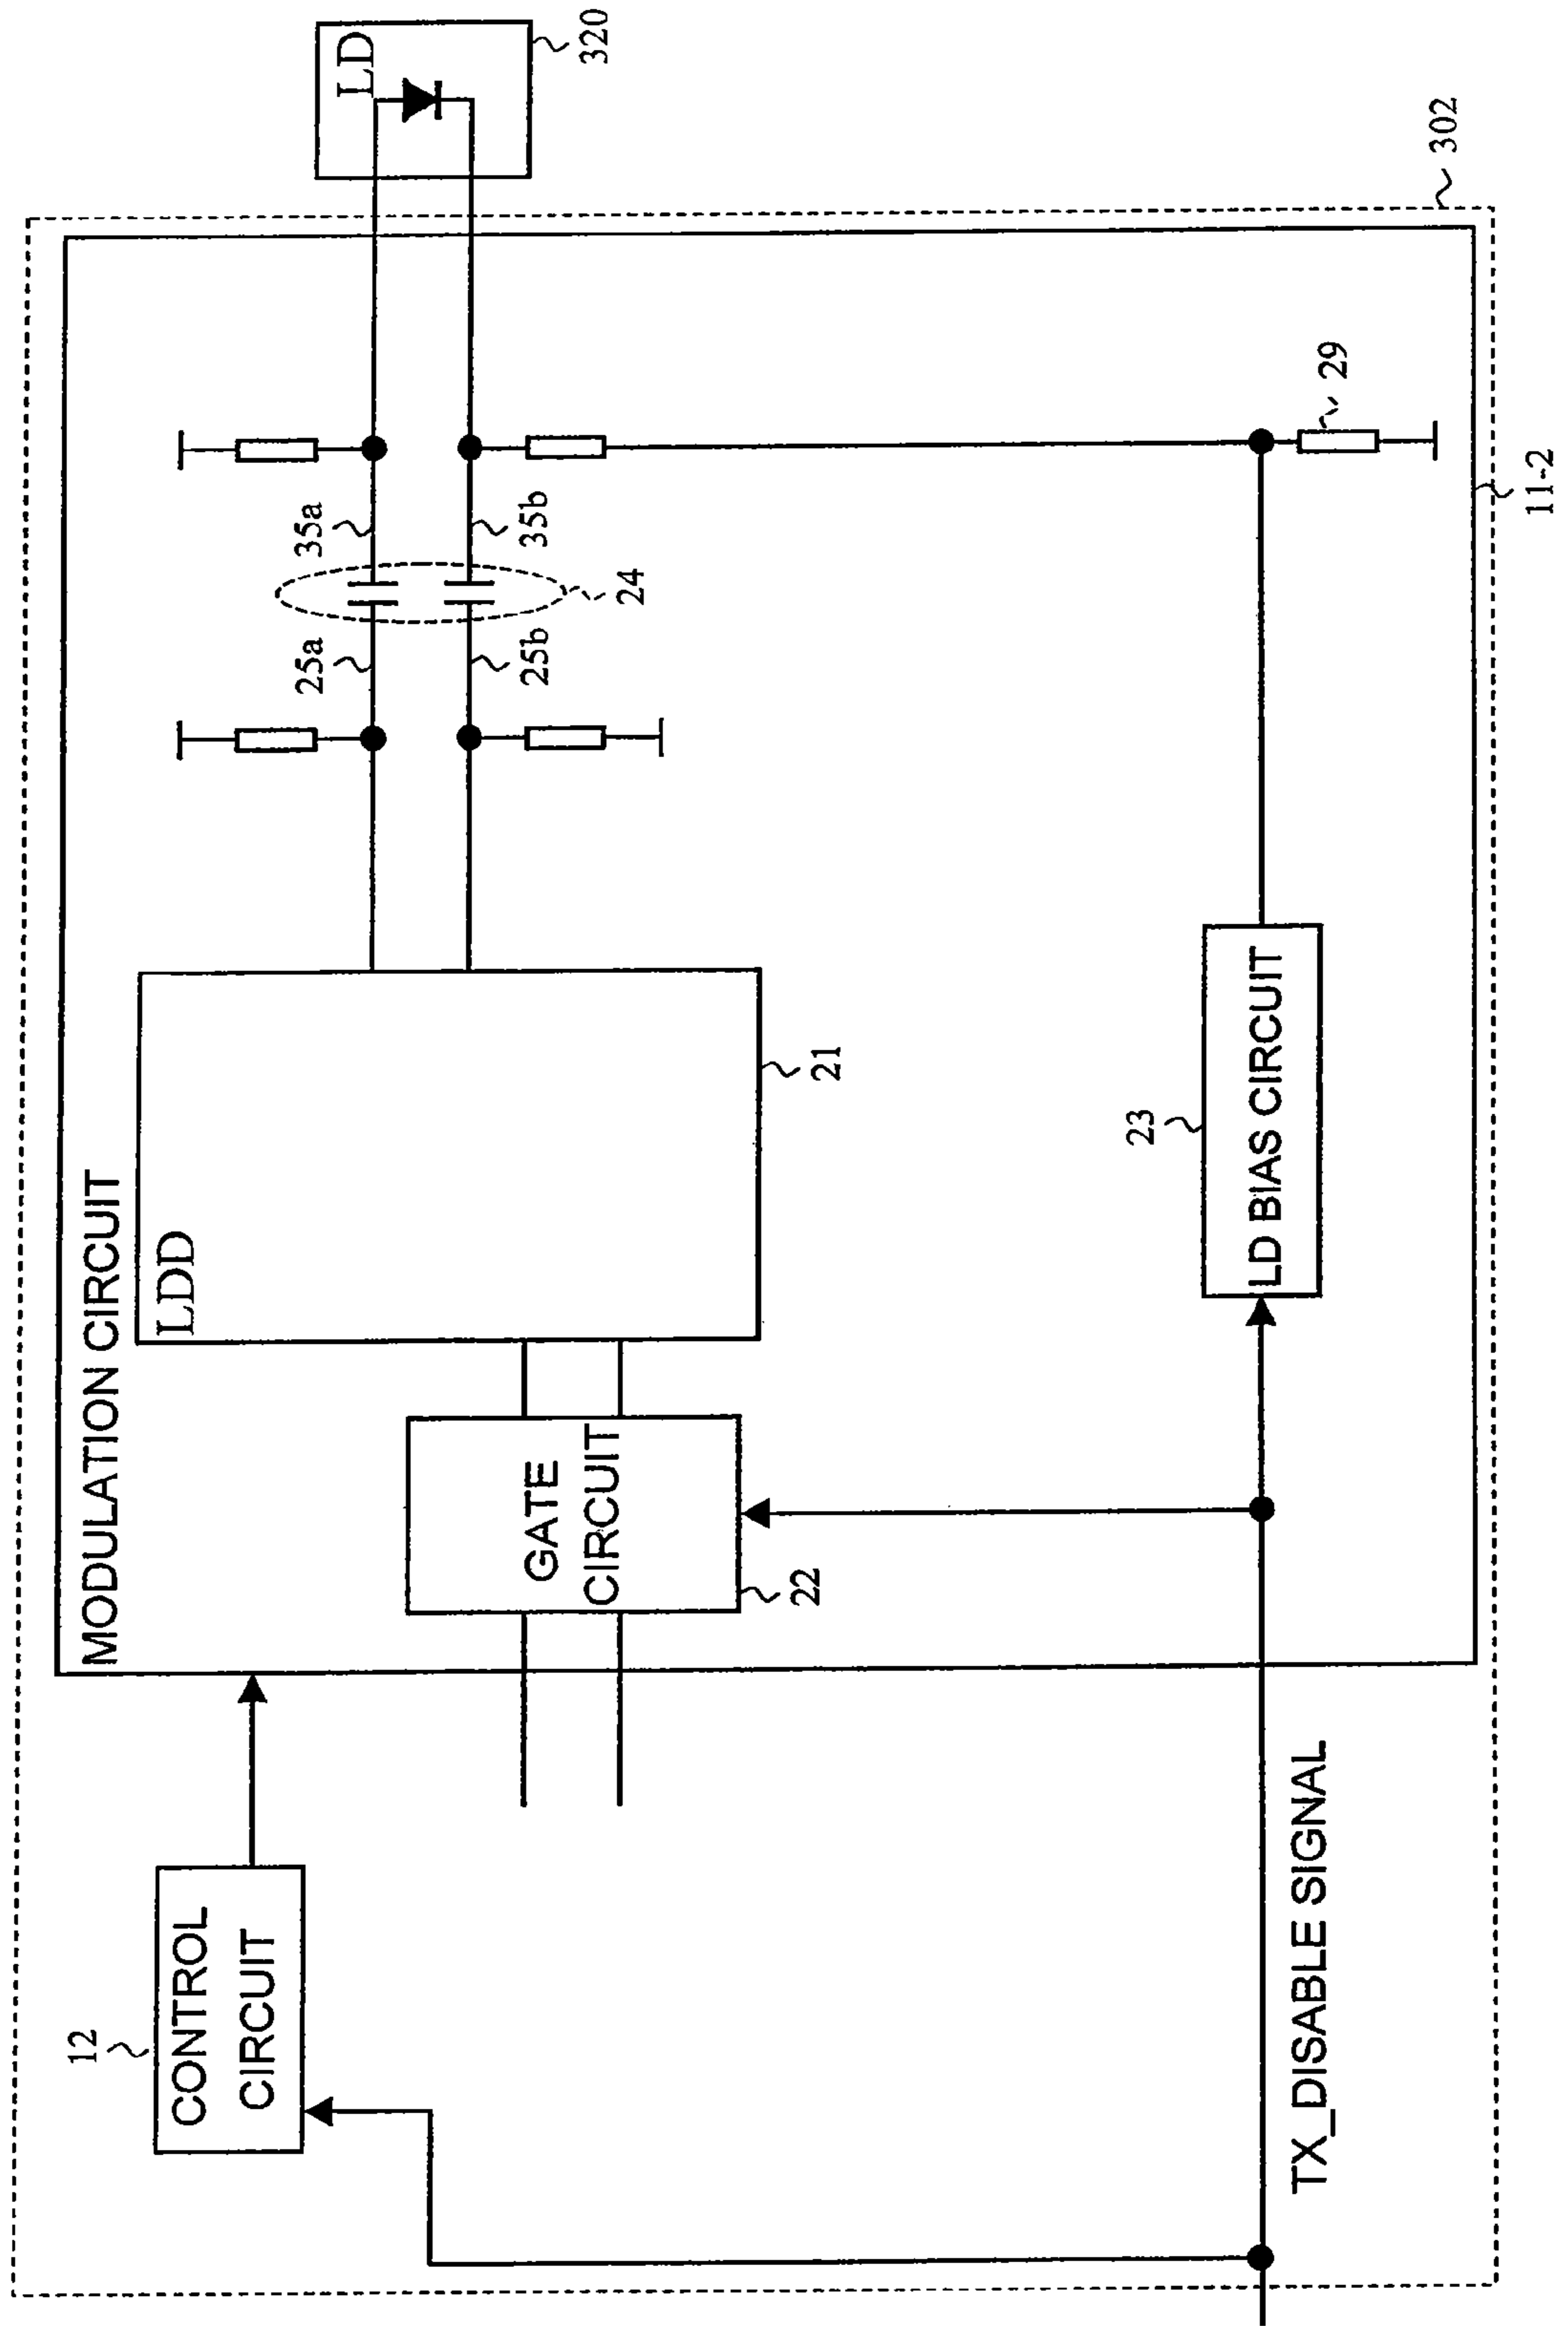 MODULATION CIRCUIT
LDD
LD
320
302
11-2
12
CONTROL
CIRCUIT
GATE
CIRCUIT
22
21
25a
25b
24
35a
35b
23
LD BIAS CIRCUIT
29
TX_DISABLE SIGNAL